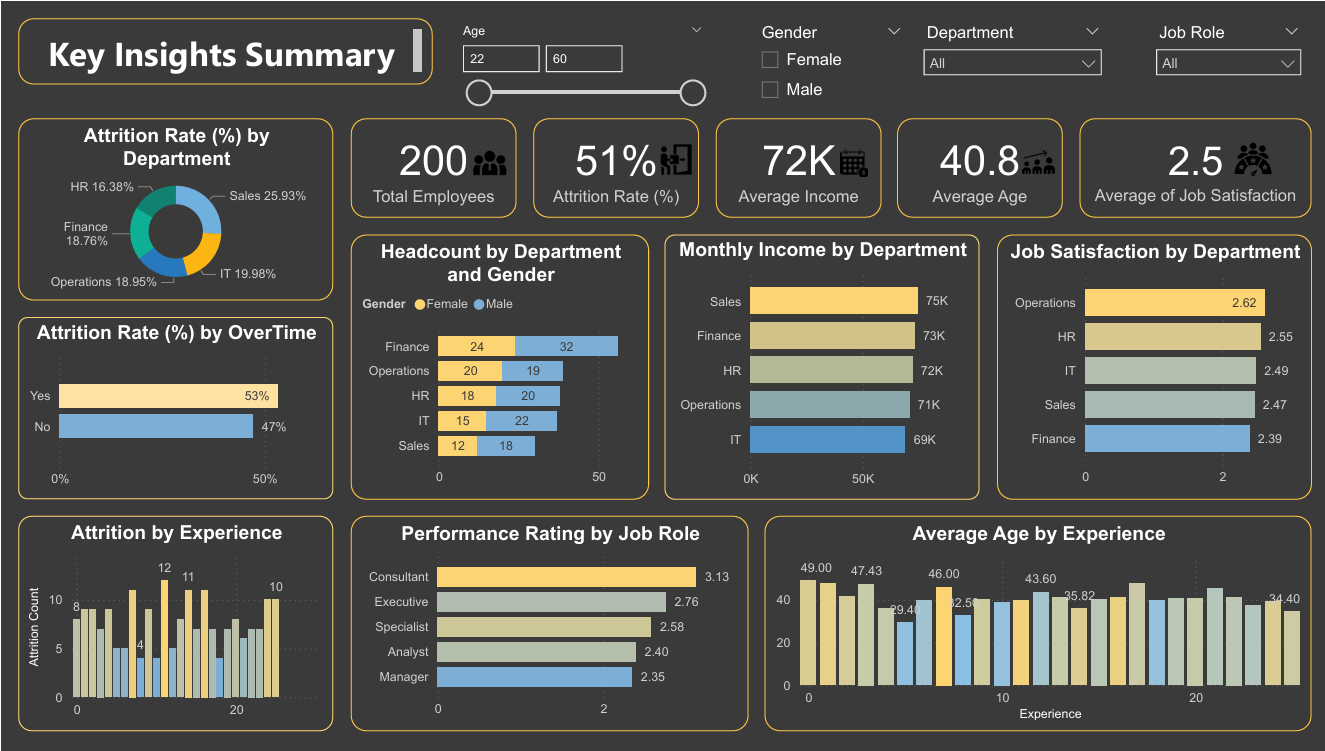 Key Insights Summary
Age
22
60
Gender
Female
Male
Department
All
Job Role
All
Attrition Rate (%) by
Department
HR 16.38%
Sales 25.93%
Finance
18.76%
Operations 18.95%
IT 19.98%
200
Total Employees
51%
Attrition Rate (%)
72K
Average Income
40.8
Average Age
2.5
Average of Job Satisfaction
Attrition Rate (%) by OverTime
Yes
53%
No
47%
0%
50%
Headcount by Department
and Gender
Gender Female Male
Finance 24 32
Operations 20 19
HR 18 20
IT 15 22
Sales 12 18
0 50
Monthly Income by Department
Sales 75K
Finance 73K
HR 72K
Operations 71K
IT 69K
0K 50K
Job Satisfaction by Department
Operations 2.62
HR 2.55
IT 2.49
Sales 2.47
Finance 2.39
0 2
Attrition by Experience
Attrition Count
10
5
0
8
4
12
11
10
0 20
Performance Rating by Job Role
Consultant 3.13
Executive 2.76
Specialist 2.58
Analyst 2.40
Manager 2.35
0 2
Average Age by Experience
40
20
0
49.00
47.43
29.40
46.00
32.50
43.60
35.82
34.40
0 10 20
Experience